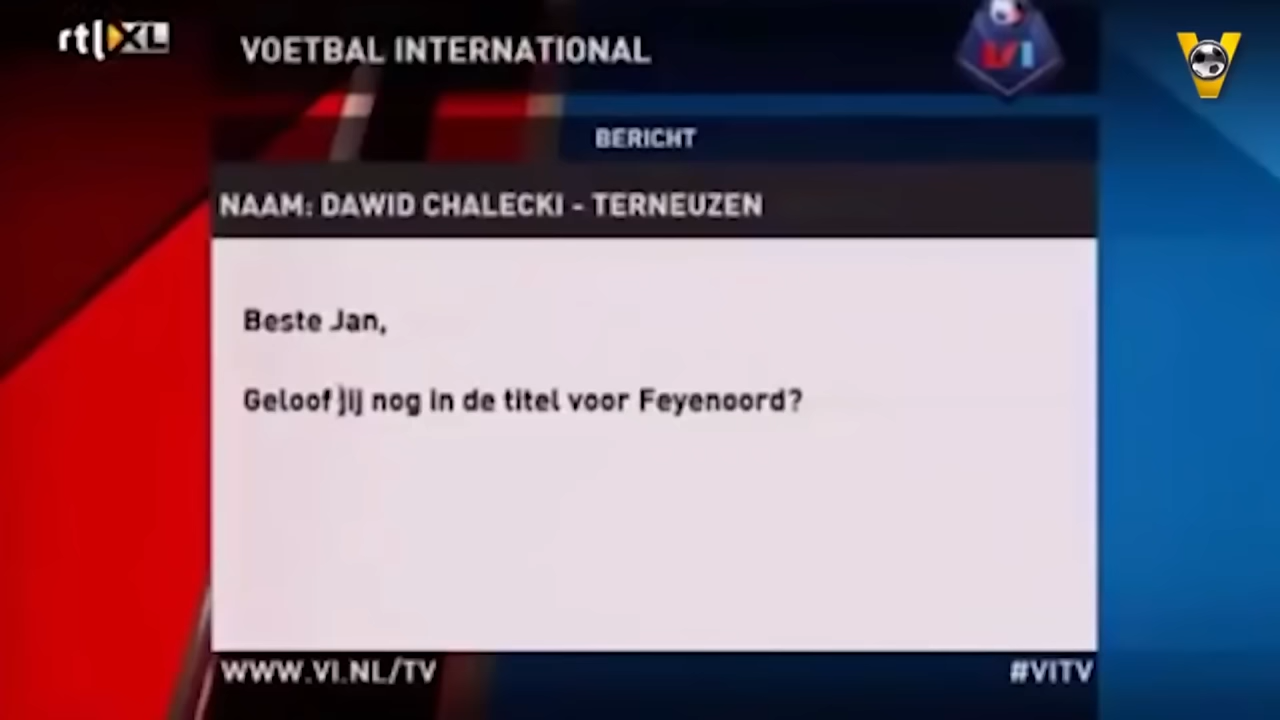 rtl XL
VOETBAL INTERNATIONAL
VI
V
BERICHT
NAAM: DAWID CHALECKI - TERNEUZEN
Beste Jan,
Geloof jij nog in de titel voor Feyenoord?
WWW.VI.NL/TV
#VITV